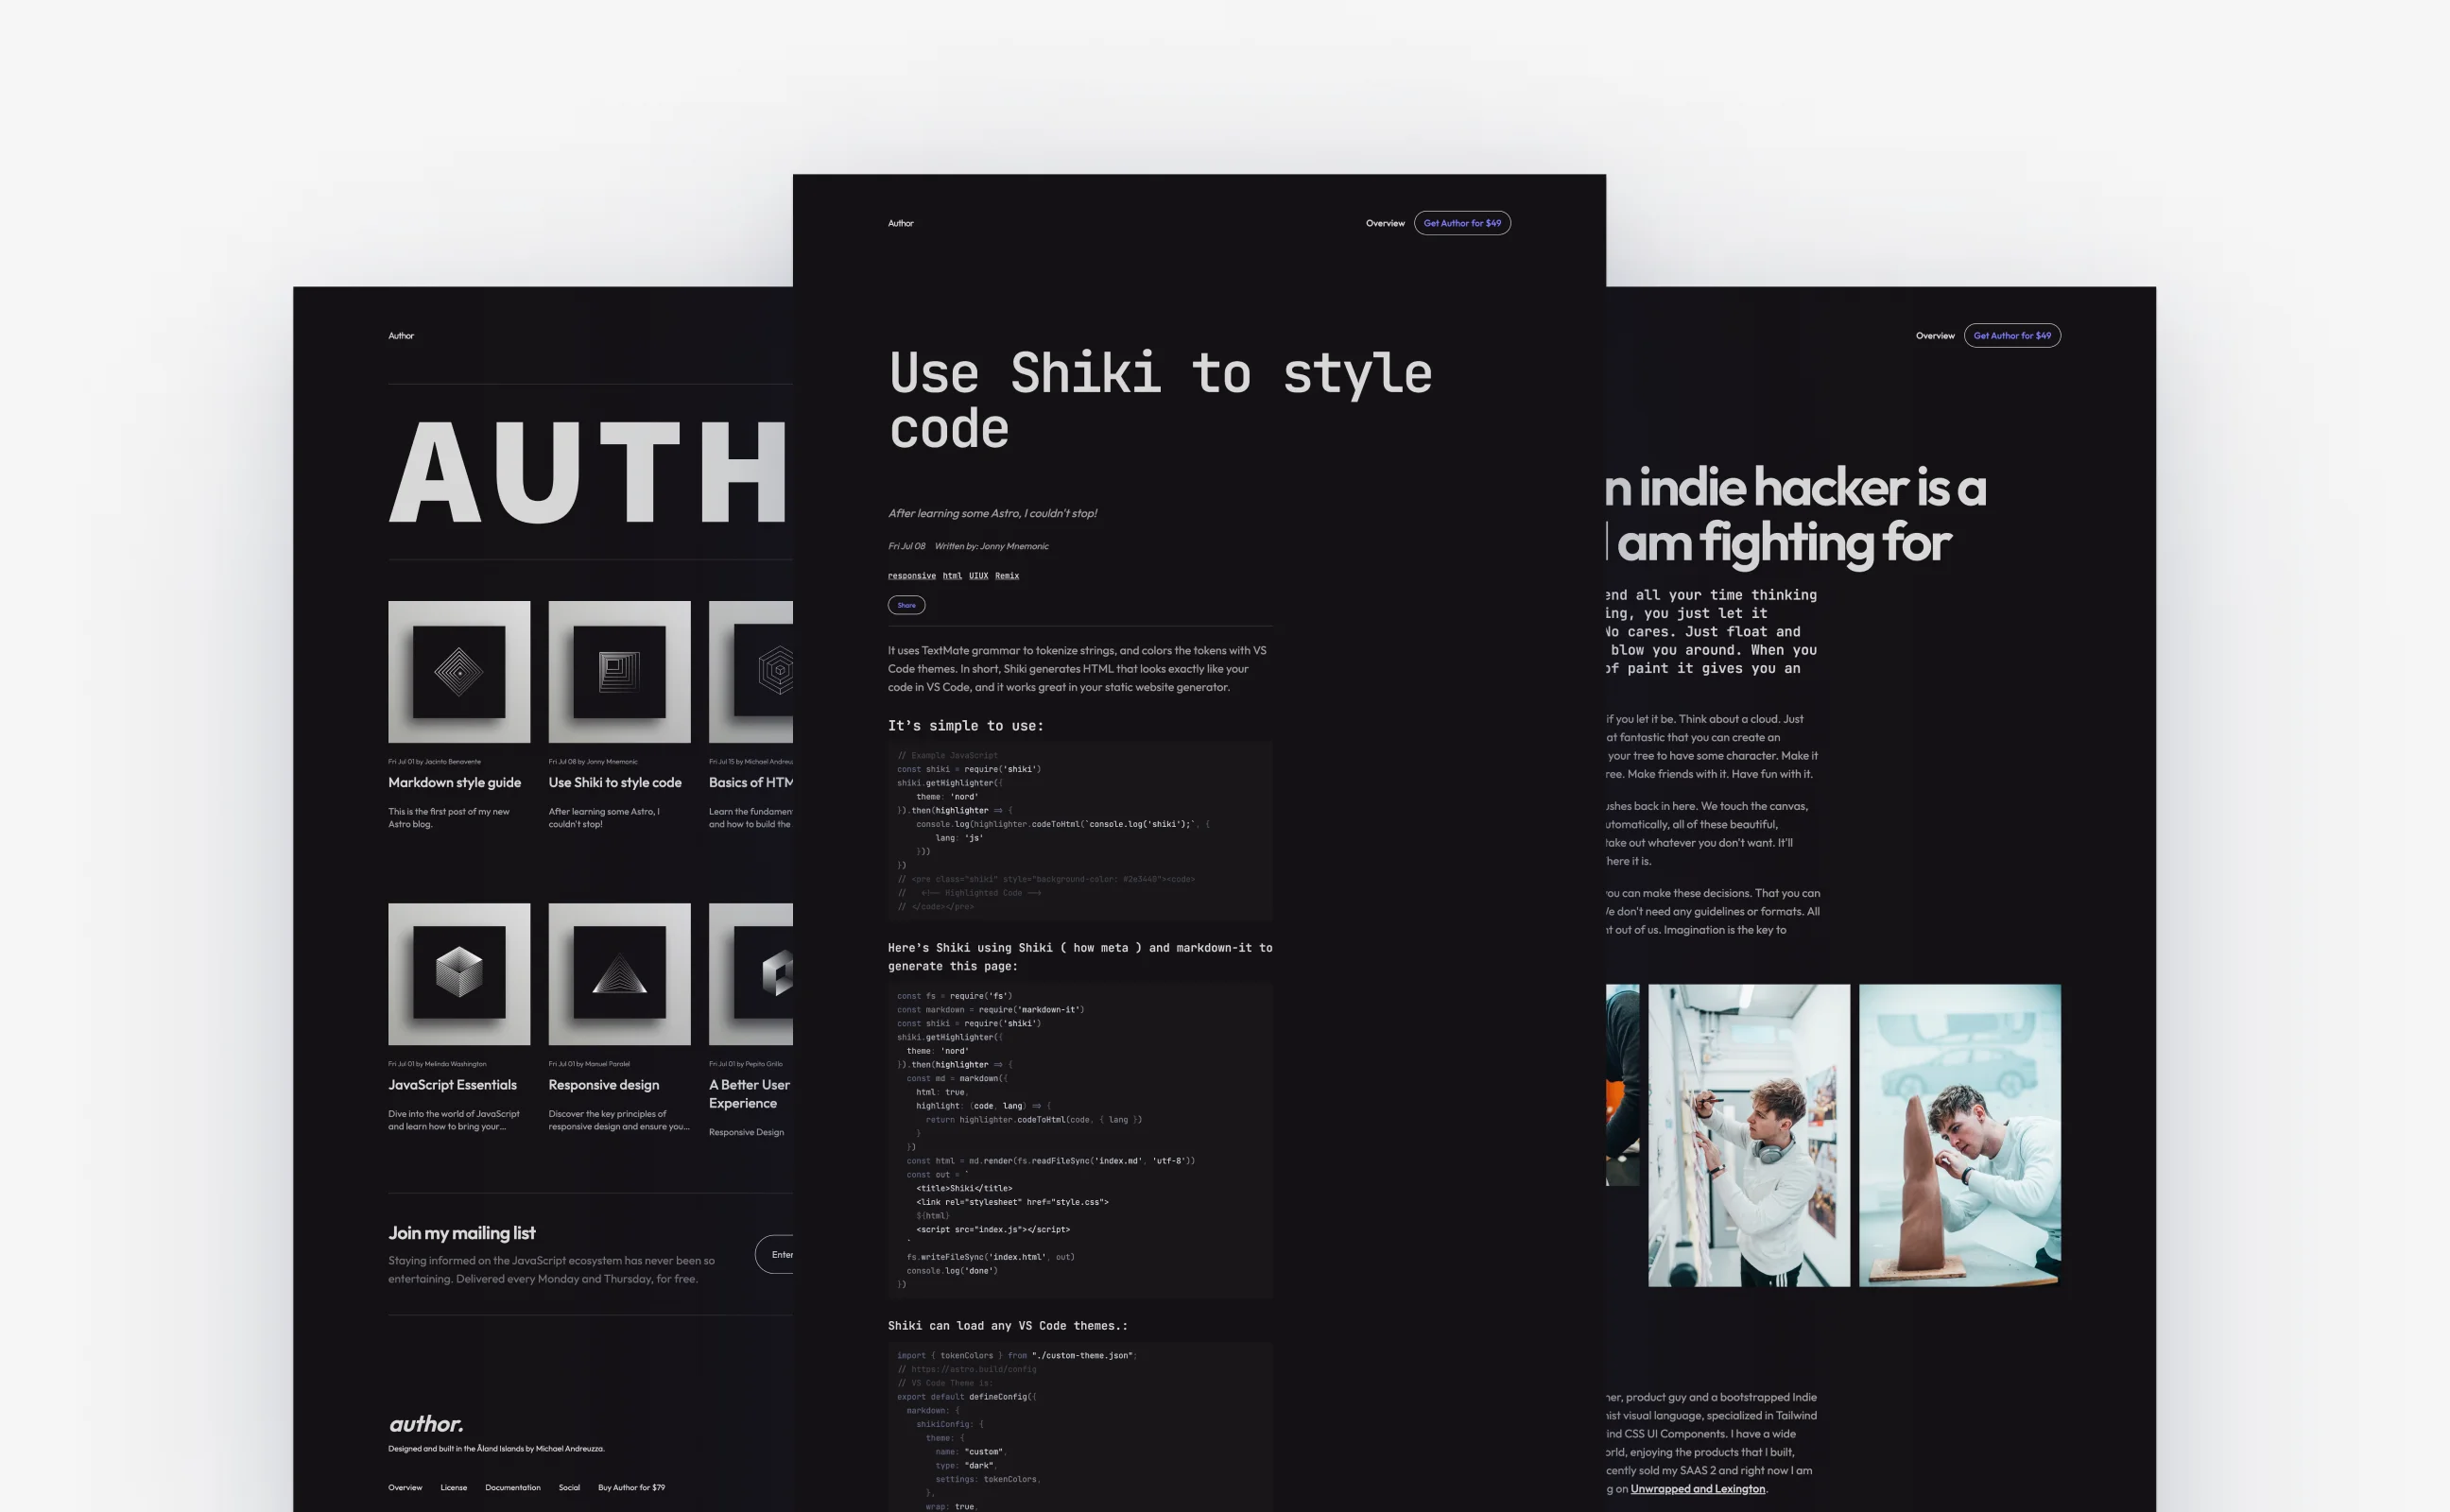 Author
AUTH
Fri Jul 01 by Jacinto Benavente
Markdown style guide
This is the first post of my new
Astro blog.
Fri Jul 08 by Jonny Mnemonic
Use Shiki to style code
After learning some Astro, I
couldn't stop!
Fri Jul 15 by Michael Andreuz
Basics of HTM
Learn the fundament
and how to build the
Fri Jul 01 by Melinda Washington
JavaScript Essentials
Dive into the world of JavaScript
and learn how to bring your...
Fri Jul 01 by Manuel Paralel
Responsive design
Discover the key principles of
responsive design and ensure you...
Fri Jul 01 by Pepito Grillo
A Better User
Experience
Responsive Design
Join my mailing list
Staying informed on the JavaScript ecosystem has never been so
entertaining. Delivered every Monday and Thursday, for free.
Enter
author.
Designed and built in the Åland Islands by Michael Andreuzza.
Overview License Documentation Social Buy Author for $79
Author
Overview Get Author for $49
Use Shiki to style
code
After learning some Astro, I couldn't stop!
Fri Jul 08 Written by: Jonny Mnemonic
responsive html UIUX Remix
Share
It uses TextMate grammar to tokenize strings, and colors the tokens with VS
Code themes. In short, Shiki generates HTML that looks exactly like your
code in VS Code, and it works great in your static website generator.
It's simple to use:
// Example JavaScript
const shiki = require('shiki')
shiki.getHighlighter({
theme: 'nord'
}).then(highlighter => {
console.log(highlighter.codeToHtml(`console.log('shiki');`, {
lang: 'js'
}))
})
// <pre class="shiki" style="background-color: #2e3440"><code>
// <!-- Highlighted Code -->
// </code></pre>
Here's Shiki using Shiki ( how meta ) and markdown-it to
generate this page:
const fs = require('fs')
const markdown = require('markdown-it')
const shiki = require('shiki')
shiki.getHighlighter({
theme: 'nord'
}).then(highlighter => {
const md = markdown({
html: true,
highlight: (code, lang) => {
return highlighter.codeToHtml(code, { lang })
}
})
const html = md.render(fs.readFileSync('index.md', 'utf-8'))
const out = `
<title>Shiki</title>
<link rel="stylesheet" href="style.css">
${html}
<script src="index.js"></script>
`
fs.writeFileSync('index.html', out)
console.log('done')
})
Shiki can load any VS Code themes.:
import { tokenColors } from "./custom-theme.json";
// https://astro.build/config
// VS Code Theme is:
export default defineConfig({
markdown: {
shikiConfig: {
theme: {
name: "custom",
type: "dark",
settings: tokenColors,
},
wrap: true,
Overview Get Author for $49
n indie hacker is a
I am fighting for
end all your time thinking
ing, you just let it
No cares. Just float and
blow you around. When you
of paint it gives you an
if you let it be. Think about a cloud. Just
at fantastic that you can create an
your tree to have some character. Make it
ree. Make friends with it. Have fun with it.
ushes back in here. We touch the canvas,
utomatically, all of these beautiful,
take out whatever you don't want. It'll
here it is.
you can make these decisions. That you can
We don't need any guidelines or formats. All
nt out of us. Imagination is the key to
ner, product guy and a bootstrapped Indie
nist visual language, specialized in Tailwind
ind CSS UI Components. I have a wide
orld, enjoying the products that I built,
cently sold my SAAS 2 and right now I am
g on Unwrapped and Lexington.